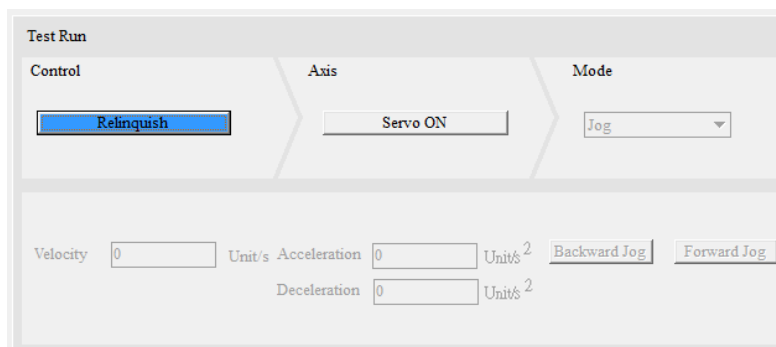 Test Run
Control Axis Mode
Relinquish Servo ON Jog
Velocity 0 Unit/s Acceleration 0 Unit/s 2 Backward Jog Forward Jog
Deceleration 0 Unit/s 2